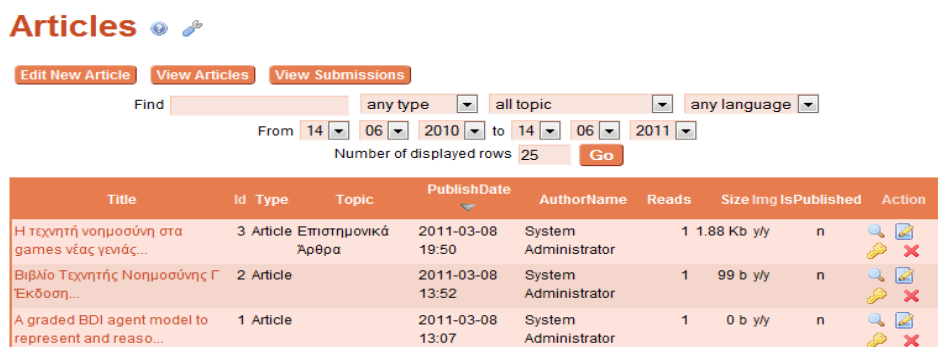 Articles
Edit New Article View Articles View Submissions
Find any type all topic any language
From 14 06 2010 to 14 06 2011
Number of displayed rows 25 Go
Title Id Type Topic PublishDate AuthorName Reads Size Img IsPublished Action
Η τεχνητή νοημοσύνη στα 3 Article Επιστημονικά 2011-03-08 System 1 1.88 Kb y/y n
games νέας γενιάς... Άρθρα 19:50 Administrator
Βιβλίο Τεχνητής Νοημοσύνης Γ 2 Article 2011-03-08 System 1 99 b y/y n
Έκδοση... 13:52 Administrator
A graded BDI agent model to 1 Article 2011-03-08 System 1 0 b y/y n
represent and reaso... 13:07 Administrator